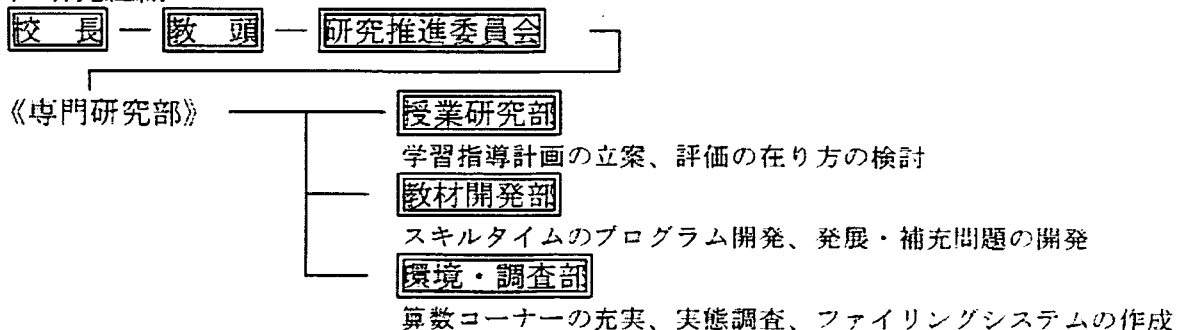 校　長 ー 教　頭 ー 研究推進委員会
《専門研究部》 授業研究部
学習指導計画の立案、評価の在り方の検討
教材開発部
スキルタイムのプログラム開発、発展・補充問題の開発
環境・調査部
算数コーナーの充実、実態調査、ファイリングシステムの作成